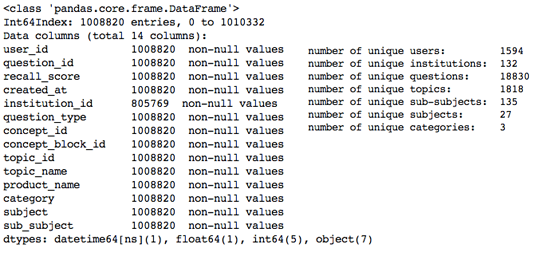 <class 'pandas.core.frame.DataFrame'>
Int64Index: 1008820 entries, 0 to 1010332
Data columns (total 14 columns):
user_id 1008820 non-null values
question_id 1008820 non-null values
recall_score 1008820 non-null values
created_at 1008820 non-null values
institution_id 805769 non-null values
question_type 1008820 non-null values
concept_id 1008820 non-null values
concept_block_id 1008820 non-null values
topic_id 1008820 non-null values
topic_name 1008820 non-null values
product_name 1008820 non-null values
category 1008820 non-null values
subject 1008820 non-null values
sub_subject 1008820 non-null values
dtypes: datetime64[ns](1), float64(1), int64(5), object(7)
number of unique users: 1594
number of unique institutions: 132
number of unique questions: 18830
number of unique topics: 1818
number of unique sub-subjects: 135
number of unique subjects: 27
number of unique categories: 3